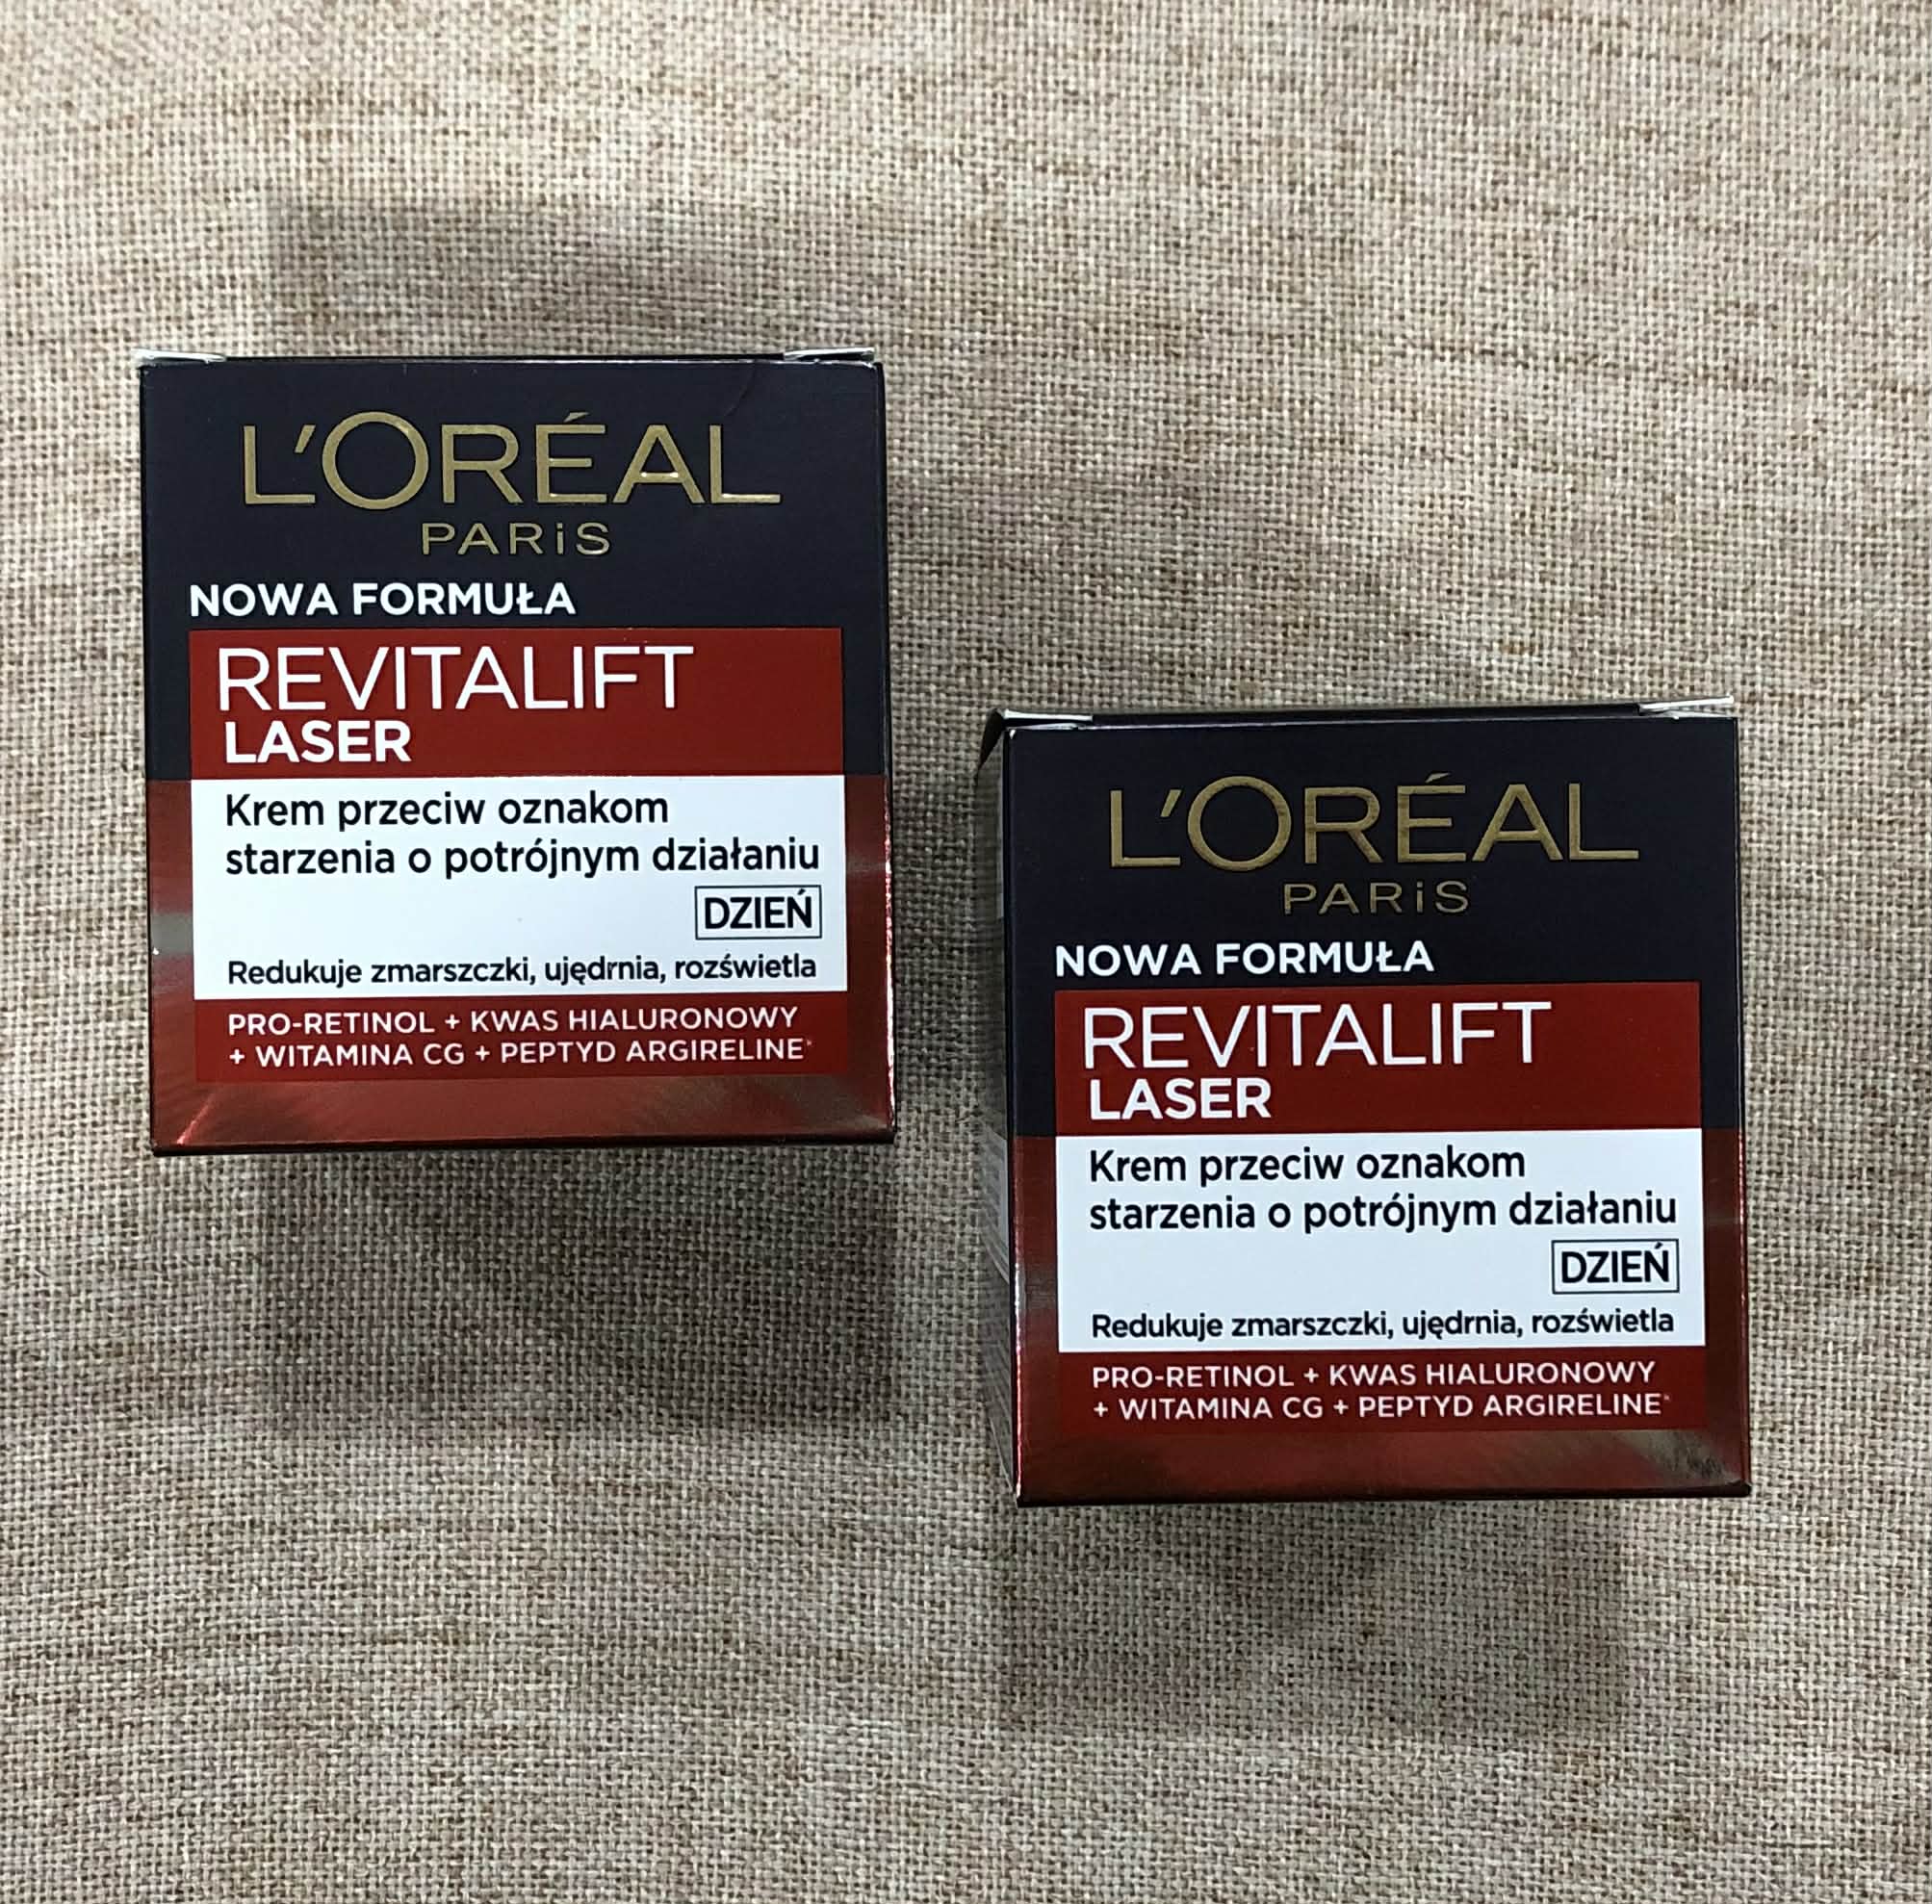 L'ORÉAL
PARiS
NOWA FORMUŁA
REVITALIFT
LASER
Krem przeciw oznakom
starzenia o potrójnym działaniu
DZIEŃ
Redukuje zmarszczki, ujędrnia, rozświetla
PRO-RETINOL + KWAS HIALURONOWY
+ WITAMINA CG + PEPTYD ARGIRELINE*
L'ORÉAL
PARiS
NOWA FORMUŁA
REVITALIFT
LASER
Krem przeciw oznakom
starzenia o potrójnym działaniu
DZIEŃ
Redukuje zmarszczki, ujędrnia, rozświetla
PRO-RETINOL + KWAS HIALURONOWY
+ WITAMINA CG + PEPTYD ARGIRELINE*